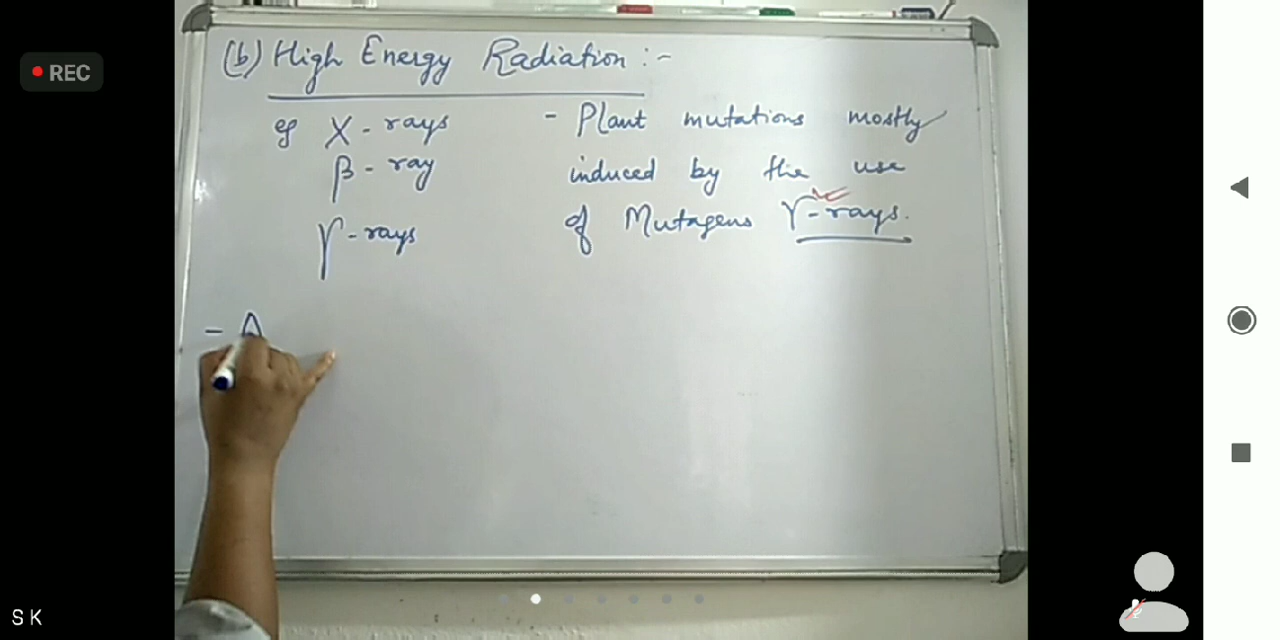 REC
(b) High Energy Radiation :-
eg X - rays
β - ray
γ - rays
- Plant mutations mostly
induced by the use
of Mutagens γ - rays.
- A
S K